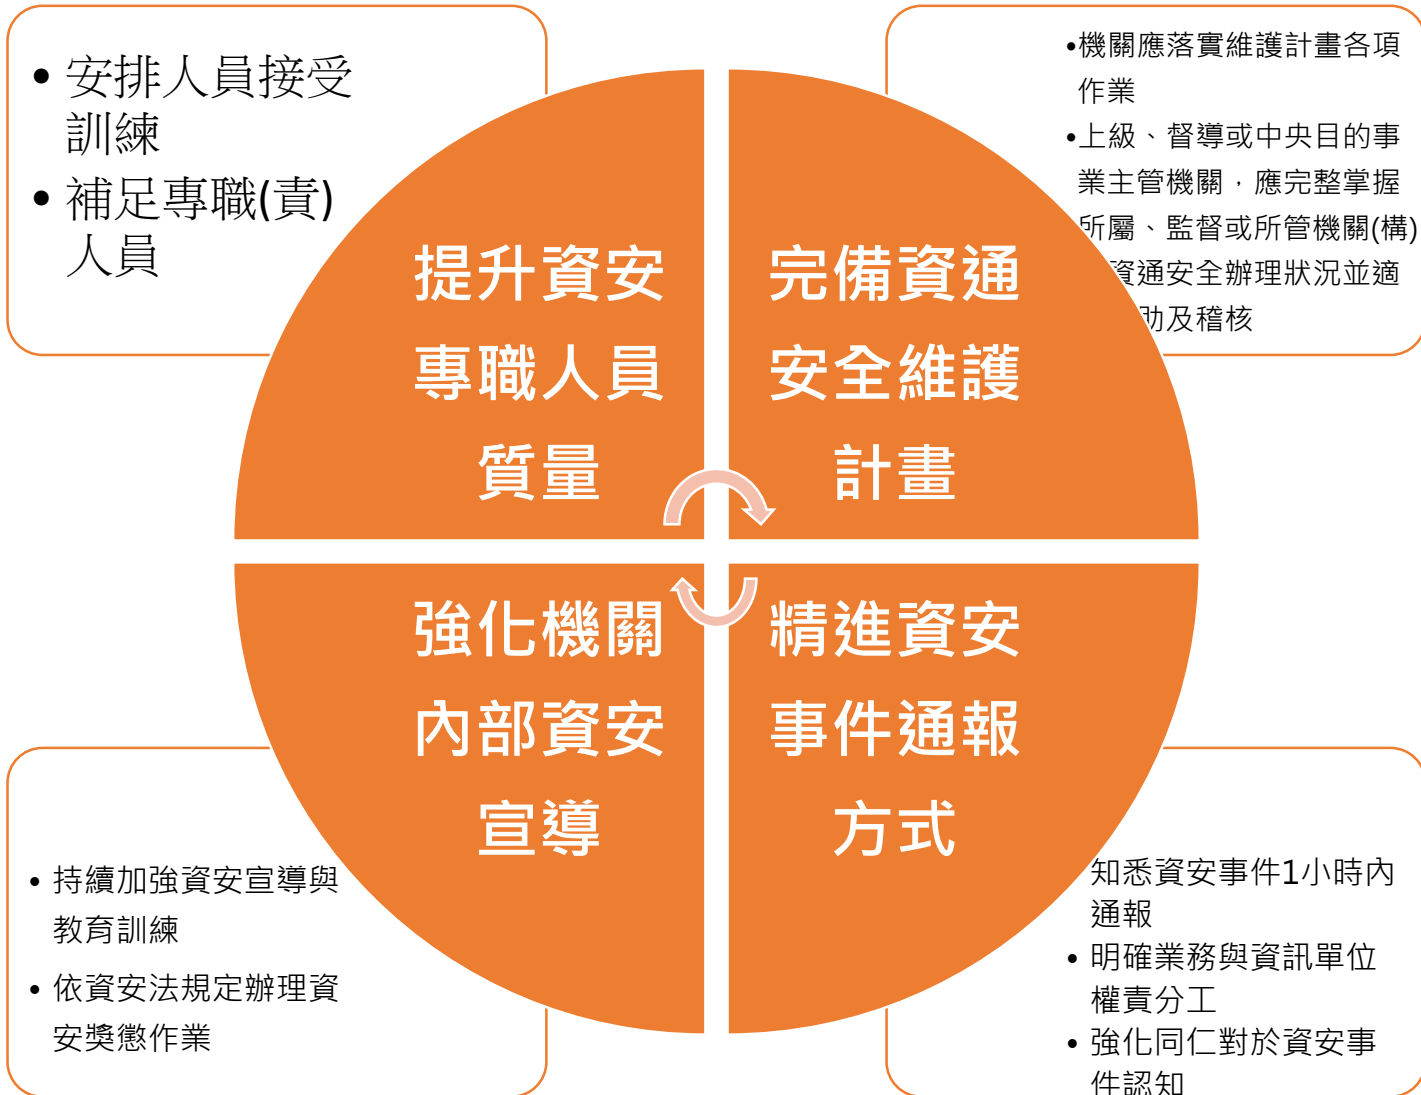 • 安排人員接受
訓練
• 補足專職(責)
人員
提升資安
專職人員
質量
•機關應落實維護計畫各項
作業
•上級、督導或中央目的事
業主管機關，應完整掌握
所屬、監督或所管機關(構)
資通安全辦理狀況並適
助及稽核
完備資通
安全維護
計畫
強化機關
內部資安
宣導
• 持續加強資安宣導與
教育訓練
• 依資安法規定辦理資
安獎懲作業
精進資安
事件通報
方式
知悉資安事件1小時內
通報
• 明確業務與資訊單位
權責分工
• 強化同仁對於資安事
件認知